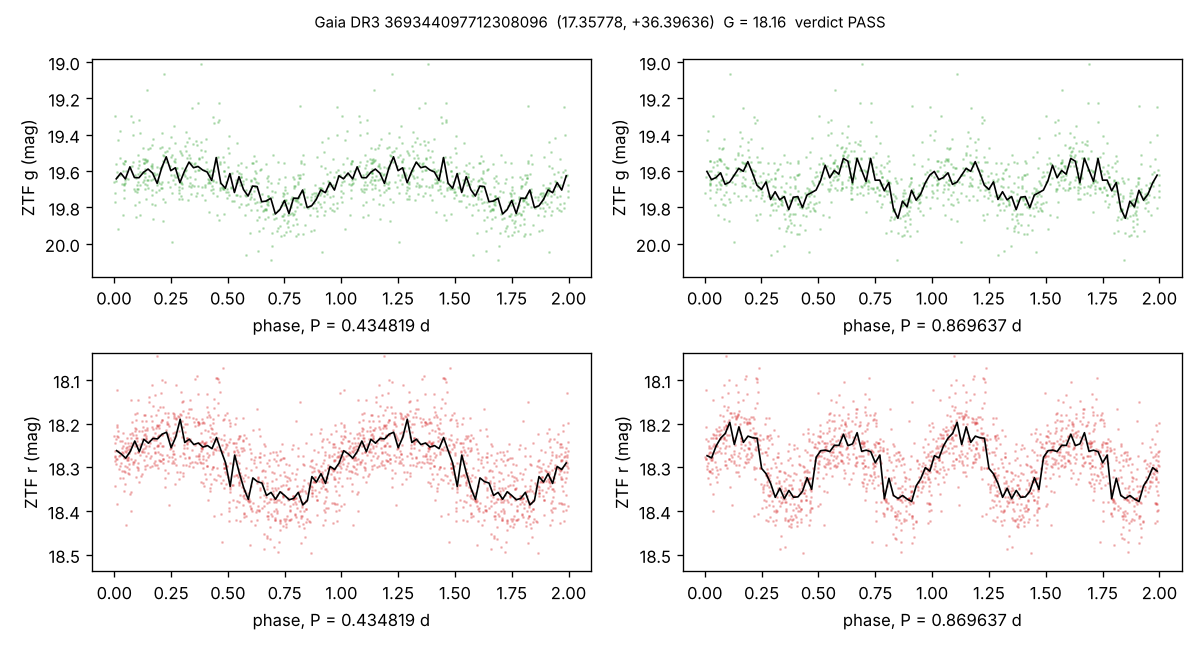 Gaia DR3 369344097712308096 (17.35778, +36.39636) G = 18.16 verdict PASS
ZTF g (mag)
19.0
19.2
19.4
19.6
19.8
20.0
0.00 0.25 0.50 0.75 1.00 1.25 1.50 1.75 2.00
phase, P = 0.434819 d
ZTF g (mag)
19.0
19.2
19.4
19.6
19.8
20.0
0.00 0.25 0.50 0.75 1.00 1.25 1.50 1.75 2.00
phase, P = 0.869637 d
ZTF r (mag)
18.1
18.2
18.3
18.4
18.5
0.00 0.25 0.50 0.75 1.00 1.25 1.50 1.75 2.00
phase, P = 0.434819 d
ZTF r (mag)
18.1
18.2
18.3
18.4
18.5
0.00 0.25 0.50 0.75 1.00 1.25 1.50 1.75 2.00
phase, P = 0.869637 d